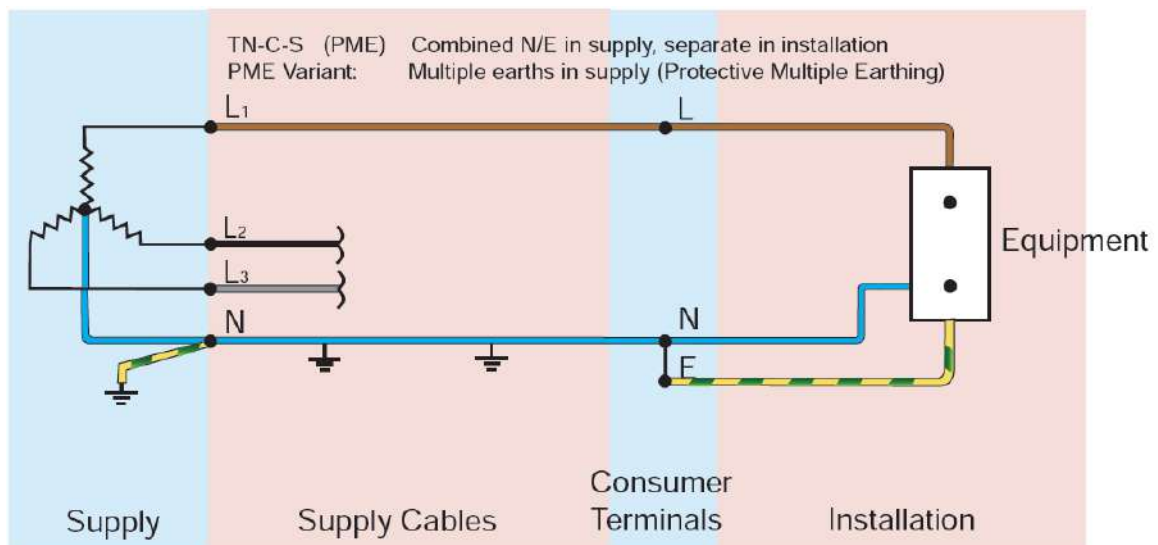 TN-C-S (PME) Combined N/E in supply, separate in installation
PME Variant: Multiple earths in supply (Protective Multiple Earthing)
L1
L
L2
Equipment
L3
N
N
E
Consumer
Supply
Supply Cables
Terminals
Installation